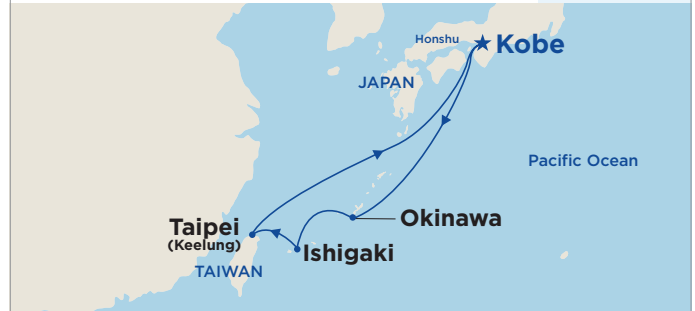 Honshu
Kobe
JAPAN
Pacific Ocean
Okinawa
Taipei
(Keelung)
Ishigaki
TAIWAN